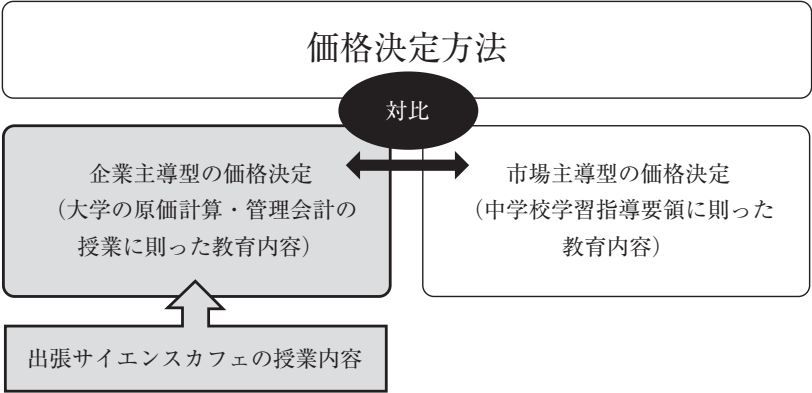 価格決定方法
対比
企業主導型の価格決定
（大学の原価計算・管理会計の
授業に則った教育内容）
市場主導型の価格決定
（中学校学習指導要領に則った
教育内容）
出張サイエンスカフェの授業内容